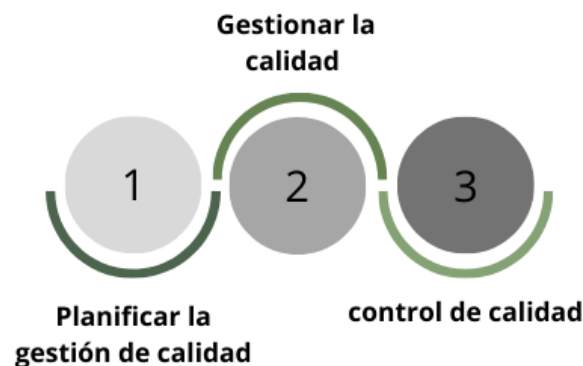 Gestionar la
calidad
1
2
3
Planificar la
gestión de calidad
control de calidad